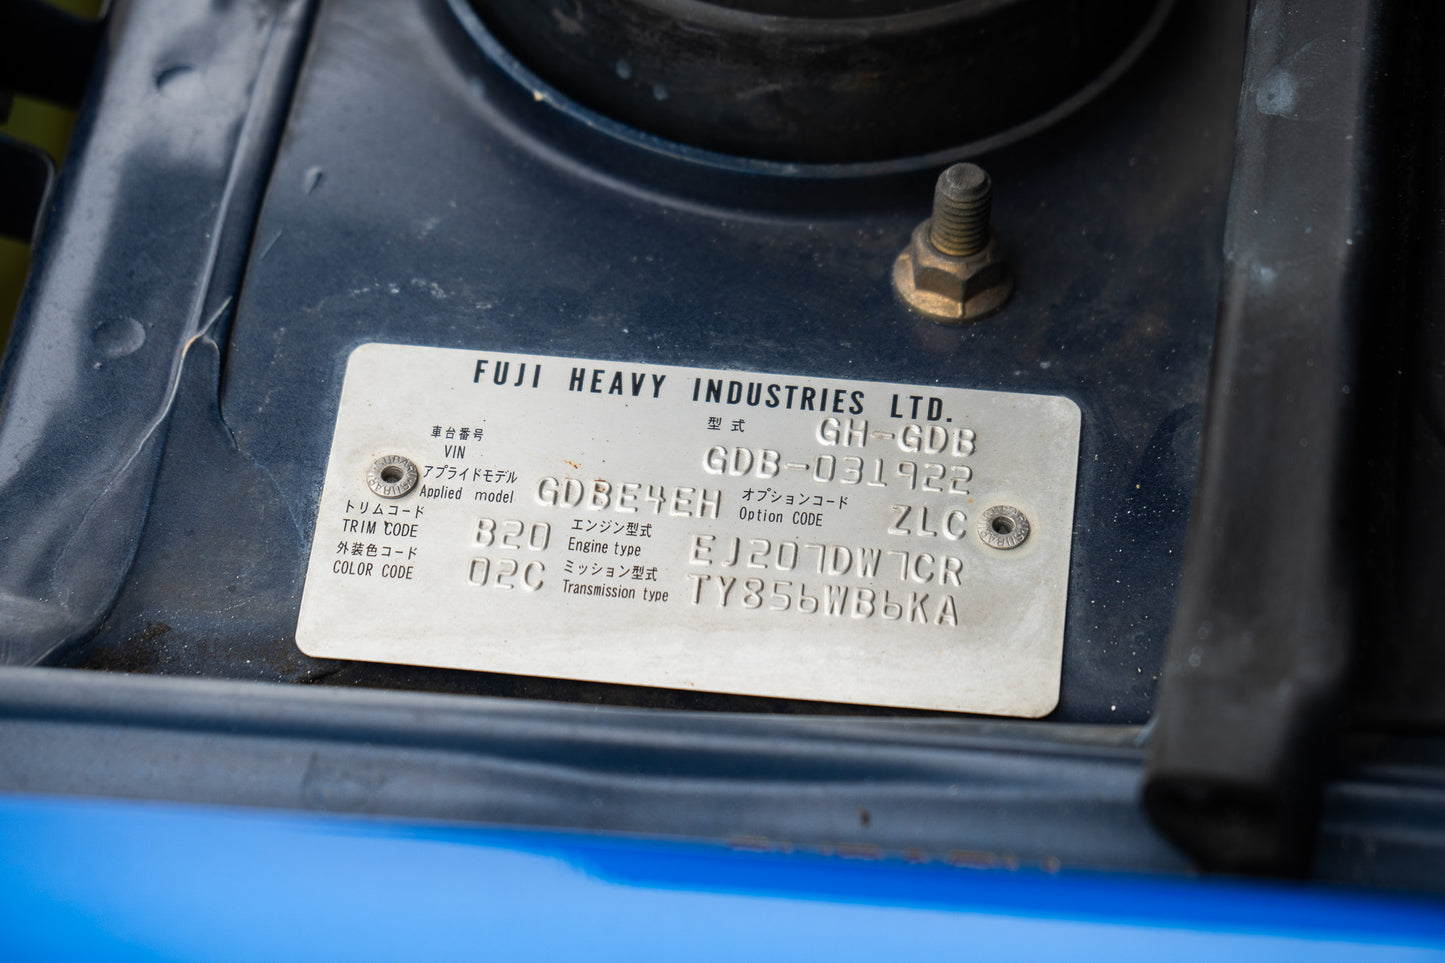 FUJI HEAVY INDUSTRIES LTD.
型式 GH-GDB
車台番号
VIN GDB-031922
アプライドモデル
Applied model GDBE4EH
オプションコード
Option CODE ZLC
トリムコード
TRIM CODE B20
エンジン型式
Engine type EJ207DW7CR
外装色コード
COLOR CODE 02C
ミッション型式
Transmission type TY856WB6KA